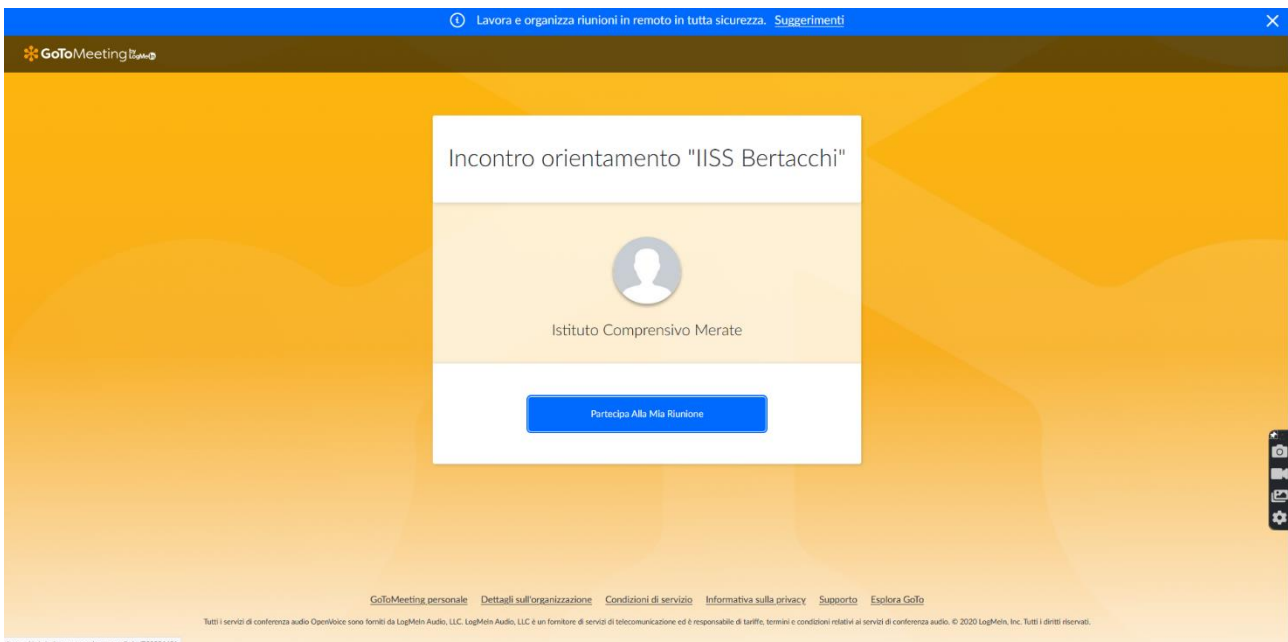 Lavora e organizza riunioni in remoto in tutta sicurezza. Suggerimenti
GoToMeeting by LogMeIn
Incontro orientamento "IISS Bertacchi"
Istituto Comprensivo Merate
Partecipa Alla Mia Riunione
GoToMeeting personale Dettagli sull'organizzazione Condizioni di servizio Informativa sulla privacy Supporto Esplora GoTo
Tutti i servizi di conferenza audio OpenVoice sono forniti da LogMeIn Audio, LLC. LogMeIn Audio, LLC è un fornitore di servizi di telecomunicazione ed è responsabile di tariffe, termini e condizioni relativi ai servizi di conferenza audio. © 2020 LogMeIn, Inc. Tutti i diritti riservati.